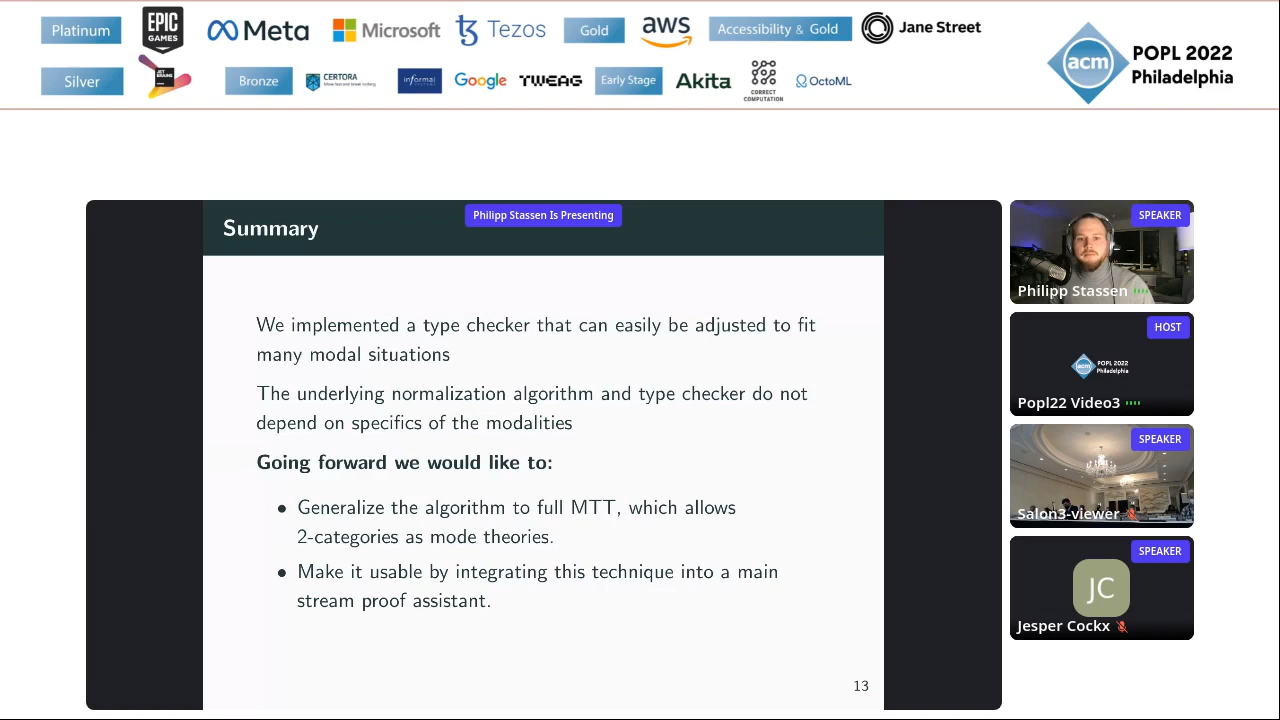 Platinum
EPIC GAMES
Meta
Microsoft
Tezos
Gold
aws
Accessibility & Gold
Jane Street
Silver
JET BRAINS
Bronze
CERTORA
informal
Google
TWEAG
Early Stage
Akita
CORRECT COMPUTATION
OctoML
acm
POPL 2022
Philadelphia
Philipp Stassen Is Presenting
Summary
We implemented a type checker that can easily be adjusted to fit
many modal situations
The underlying normalization algorithm and type checker do not
depend on specifics of the modalities
Going forward we would like to:
• Generalize the algorithm to full MTT, which allows
2-categories as mode theories.
• Make it usable by integrating this technique into a main
stream proof assistant.
13
SPEAKER
Philipp Stassen
HOST
acm
POPL 2022
Philadelphia
Popl22 Video3
SPEAKER
Salon3-viewer
SPEAKER
JC
Jesper Cockx